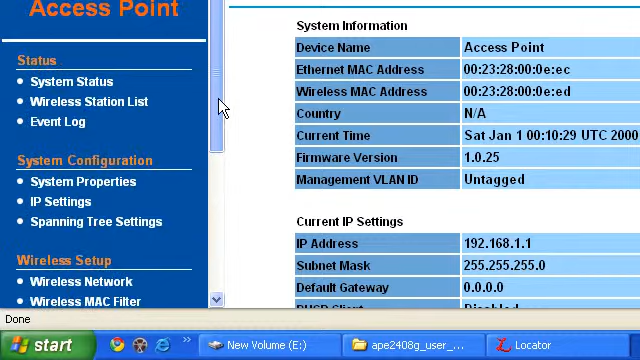 Access Point
Status
System Status
Wireless Station List
Event Log
System Configuration
System Properties
IP Settings
Spanning Tree Settings
Wireless Setup
Wireless Network
Wireless MAC Filter
System Information
Device Name Access Point
Ethernet MAC Address 00:23:28:00:0e:ec
Wireless MAC Address 00:23:28:00:0e:ed
Country N/A
Current Time Sat Jan 1 00:10:29 UTC 2000
Firmware Version 1.0.25
Management VLAN ID Untagged
Current IP Settings
IP Address 192.168.1.1
Subnet Mask 255.255.255.0
Default Gateway 0.0.0.0
DHCP Client Disabled
Done
start » New Volume (E:) ape2408g_user_... Locator